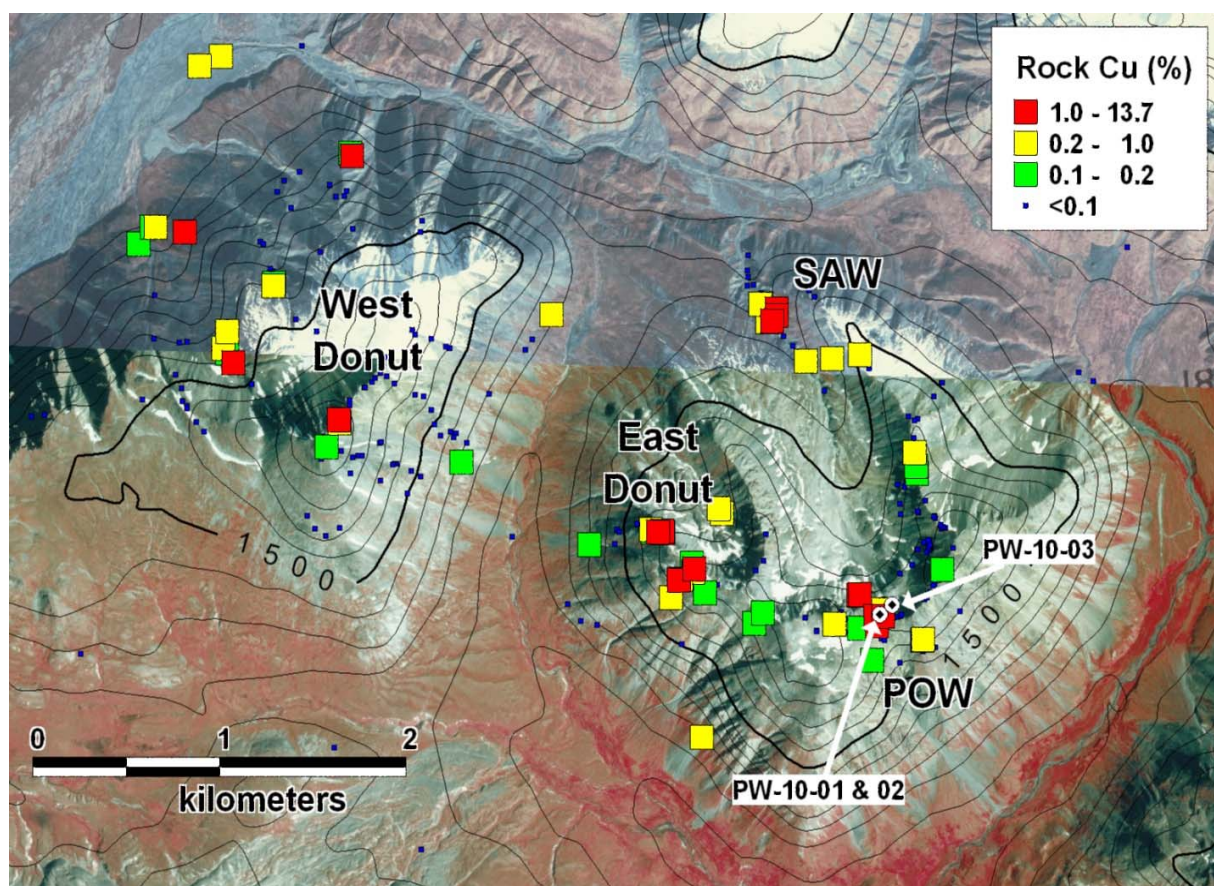 Rock Cu (%)
1.0 - 13.7
0.2 - 1.0
0.1 - 0.2
<0.1
SAW
West
Donut
18
East
Donut
PW-10-03
1500
1500
POW
0 1 2
kilometers
PW-10-01 & 02